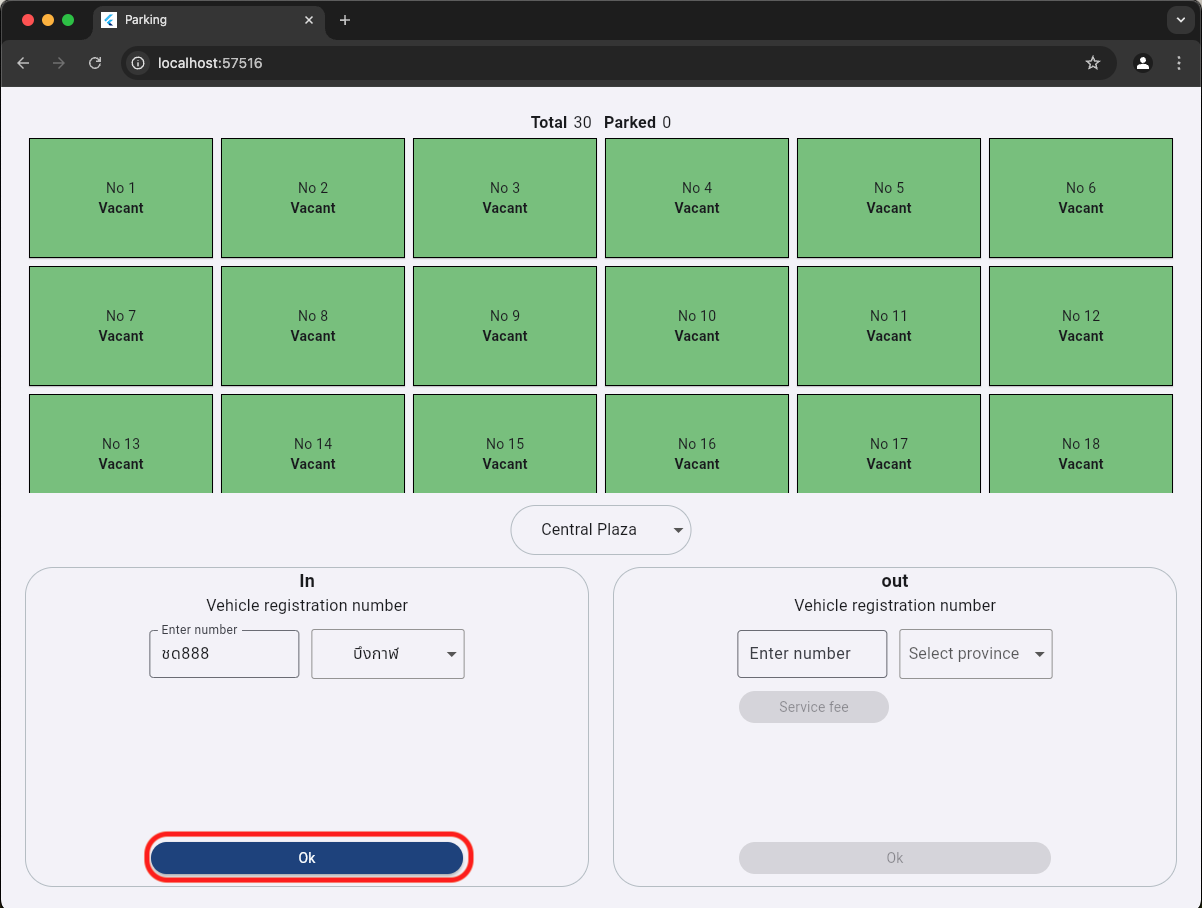 Parking
localhost:57516
Total 30 Parked 0
No 1
Vacant
No 2
Vacant
No 3
Vacant
No 4
Vacant
No 5
Vacant
No 6
Vacant
No 7
Vacant
No 8
Vacant
No 9
Vacant
No 10
Vacant
No 11
Vacant
No 12
Vacant
No 13
Vacant
No 14
Vacant
No 15
Vacant
No 16
Vacant
No 17
Vacant
No 18
Vacant
Central Plaza
In
Vehicle registration number
Enter number
ชด888
บึงกาฬ
Ok
out
Vehicle registration number
Enter number
Select province
Service fee
Ok